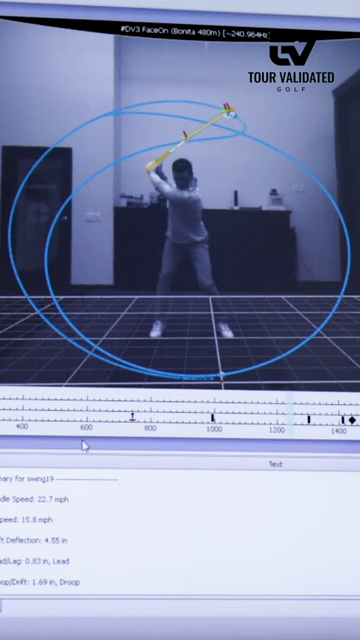 #DV3 FaceOn (Bonita 480m) [~240.964Hz]
TOUR VALIDATED
GOLF
400 600 800 1000 1200 1400
Text
mary for swing19
dle Speed: 22.7 mph
peed: 15.8 mph
ft Deflection: 4.55 in
ad/Lag: 0.83 in, Lead
oop/Drift: 1.69 in, Droop